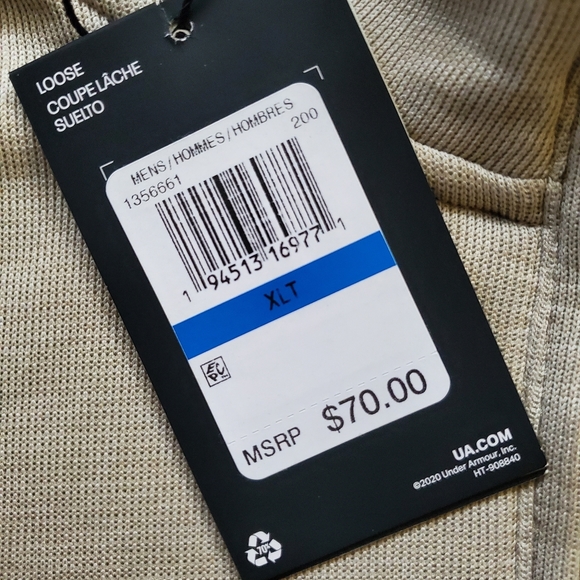 LOOSE
COUPE LÂCHE
SUELTO
MENS / HOMMES / HOMBRES
1356661
200
1 94513 16977 1
XLT
MSRP $70.00
UA.COM
©2020 Under Armour, Inc.
HT-908840
70%